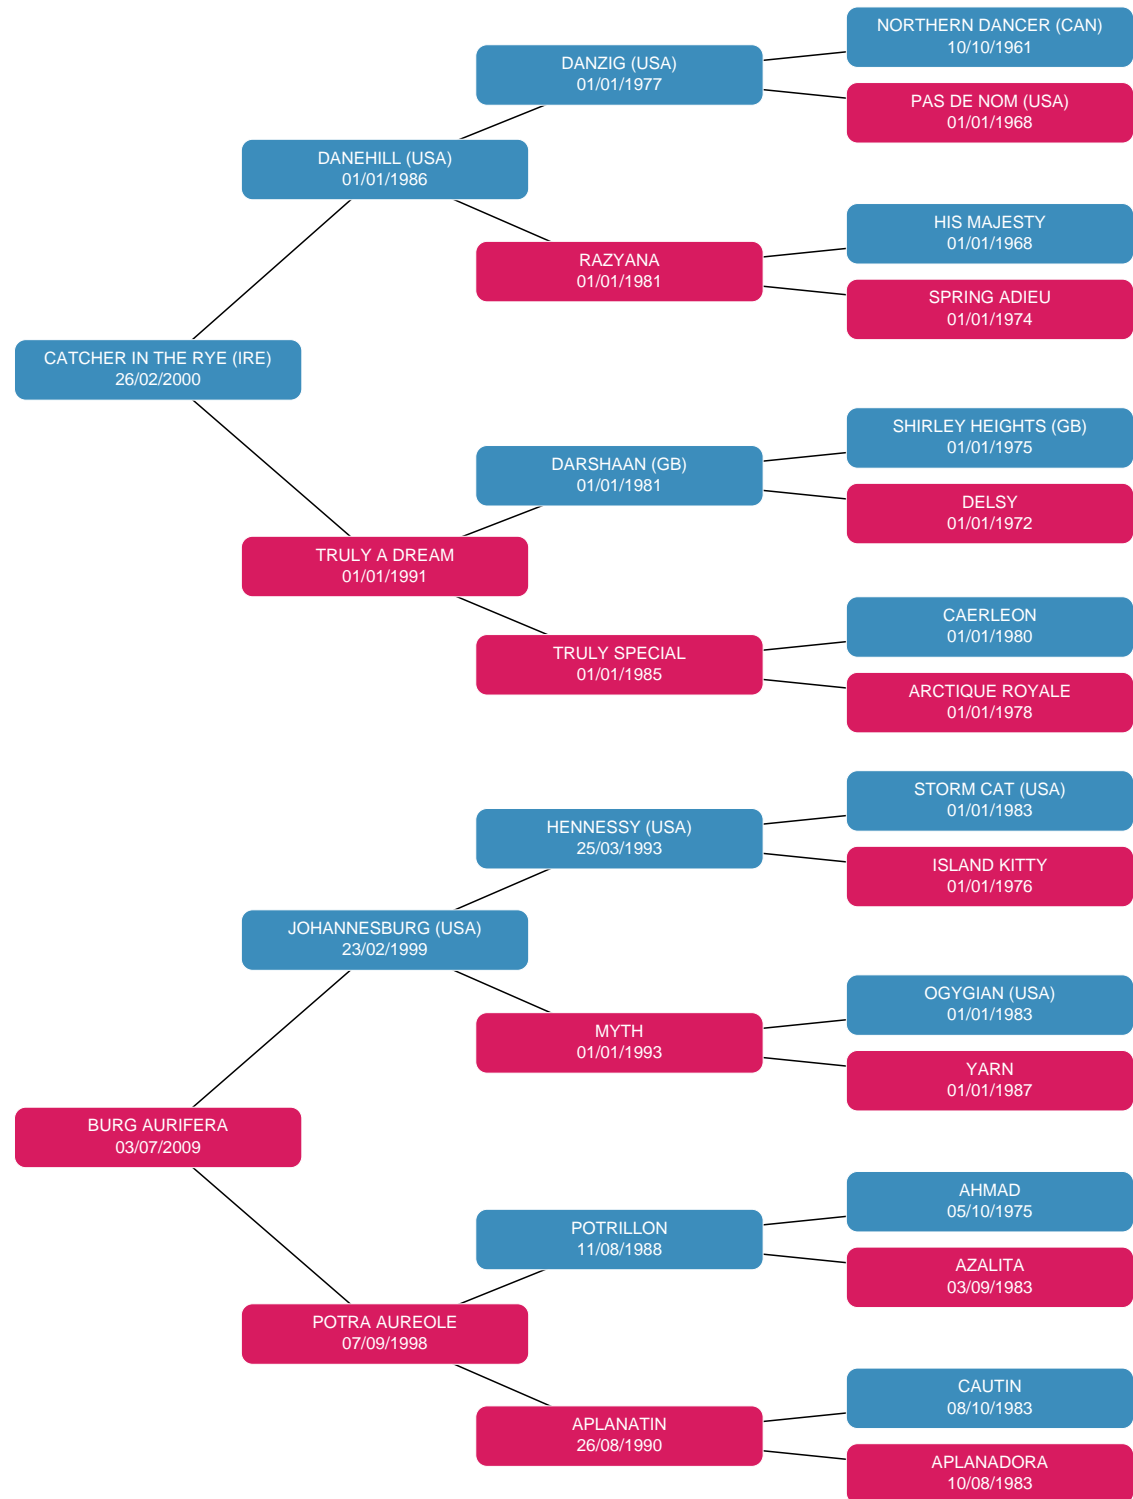 NORTHERN DANCER (CAN)
10/10/1961
DANZIG (USA)
01/01/1977
PAS DE NOM (USA)
01/01/1968
DANEHILL (USA)
01/01/1986
HIS MAJESTY
01/01/1968
RAZYANA
01/01/1981
SPRING ADIEU
01/01/1974
CATCHER IN THE RYE (IRE)
26/02/2000
SHIRLEY HEIGHTS (GB)
01/01/1975
DARSHAAN (GB)
01/01/1981
DELSY
01/01/1972
TRULY A DREAM
01/01/1991
CAERLEON
01/01/1980
TRULY SPECIAL
01/01/1985
ARCTIQUE ROYALE
01/01/1978
STORM CAT (USA)
01/01/1983
HENNESSY (USA)
25/03/1993
ISLAND KITTY
01/01/1976
JOHANNESBURG (USA)
23/02/1999
OGYGIAN (USA)
01/01/1983
MYTH
01/01/1993
YARN
01/01/1987
BURG AURIFERA
03/07/2009
AHMAD
05/10/1975
POTRILLON
11/08/1988
AZALITA
03/09/1983
POTRA AUREOLE
07/09/1998
CAUTIN
08/10/1983
APLANATIN
26/08/1990
APLANADORA
10/08/1983